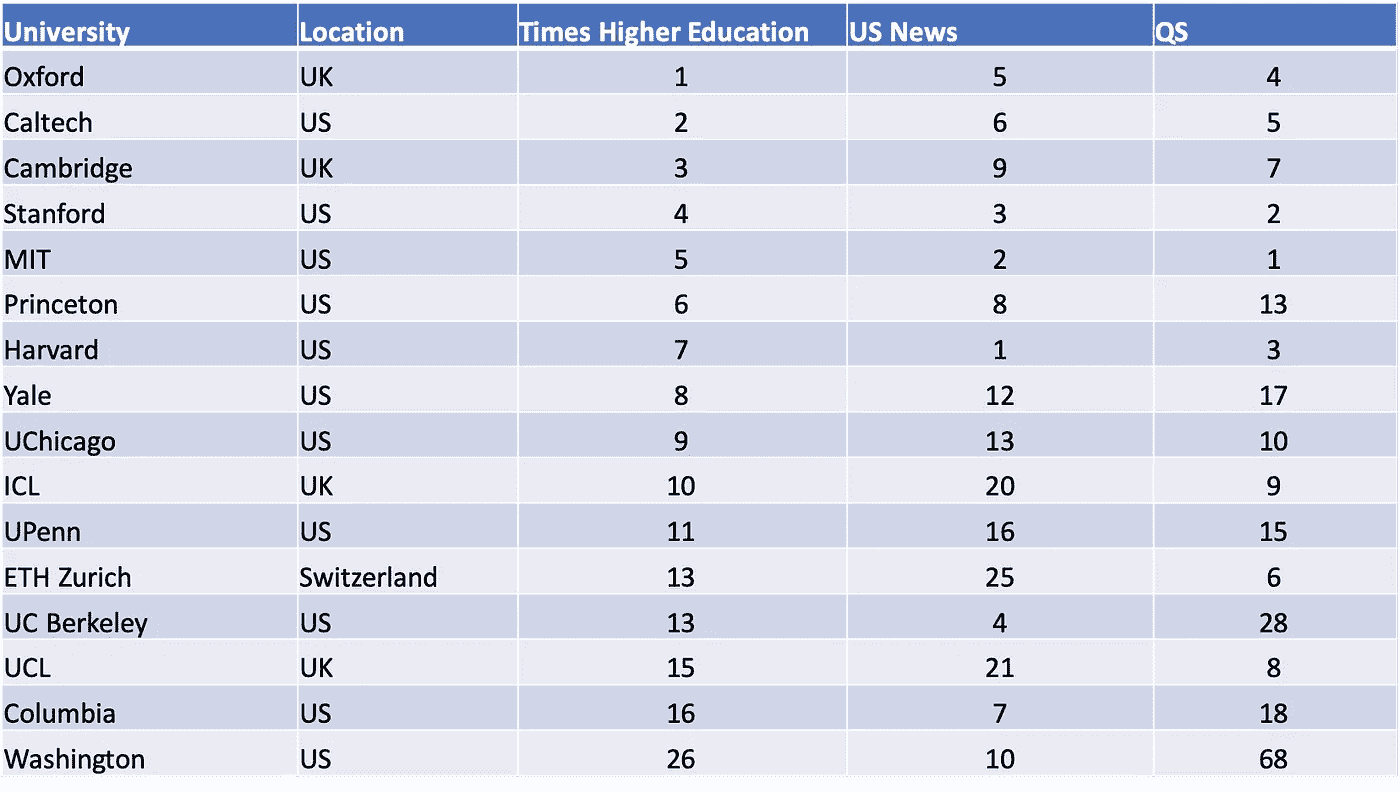 University Location Times Higher Education US News QS
Oxford UK 1 5 4
Caltech US 2 6 5
Cambridge UK 3 9 7
Stanford US 4 3 2
MIT US 5 2 1
Princeton US 6 8 13
Harvard US 7 1 3
Yale US 8 12 17
UChicago US 9 13 10
ICL UK 10 20 9
UPenn US 11 16 15
ETH Zurich Switzerland 13 25 6
UC Berkeley US 13 4 28
UCL UK 15 21 8
Columbia US 16 7 18
Washington US 26 10 68